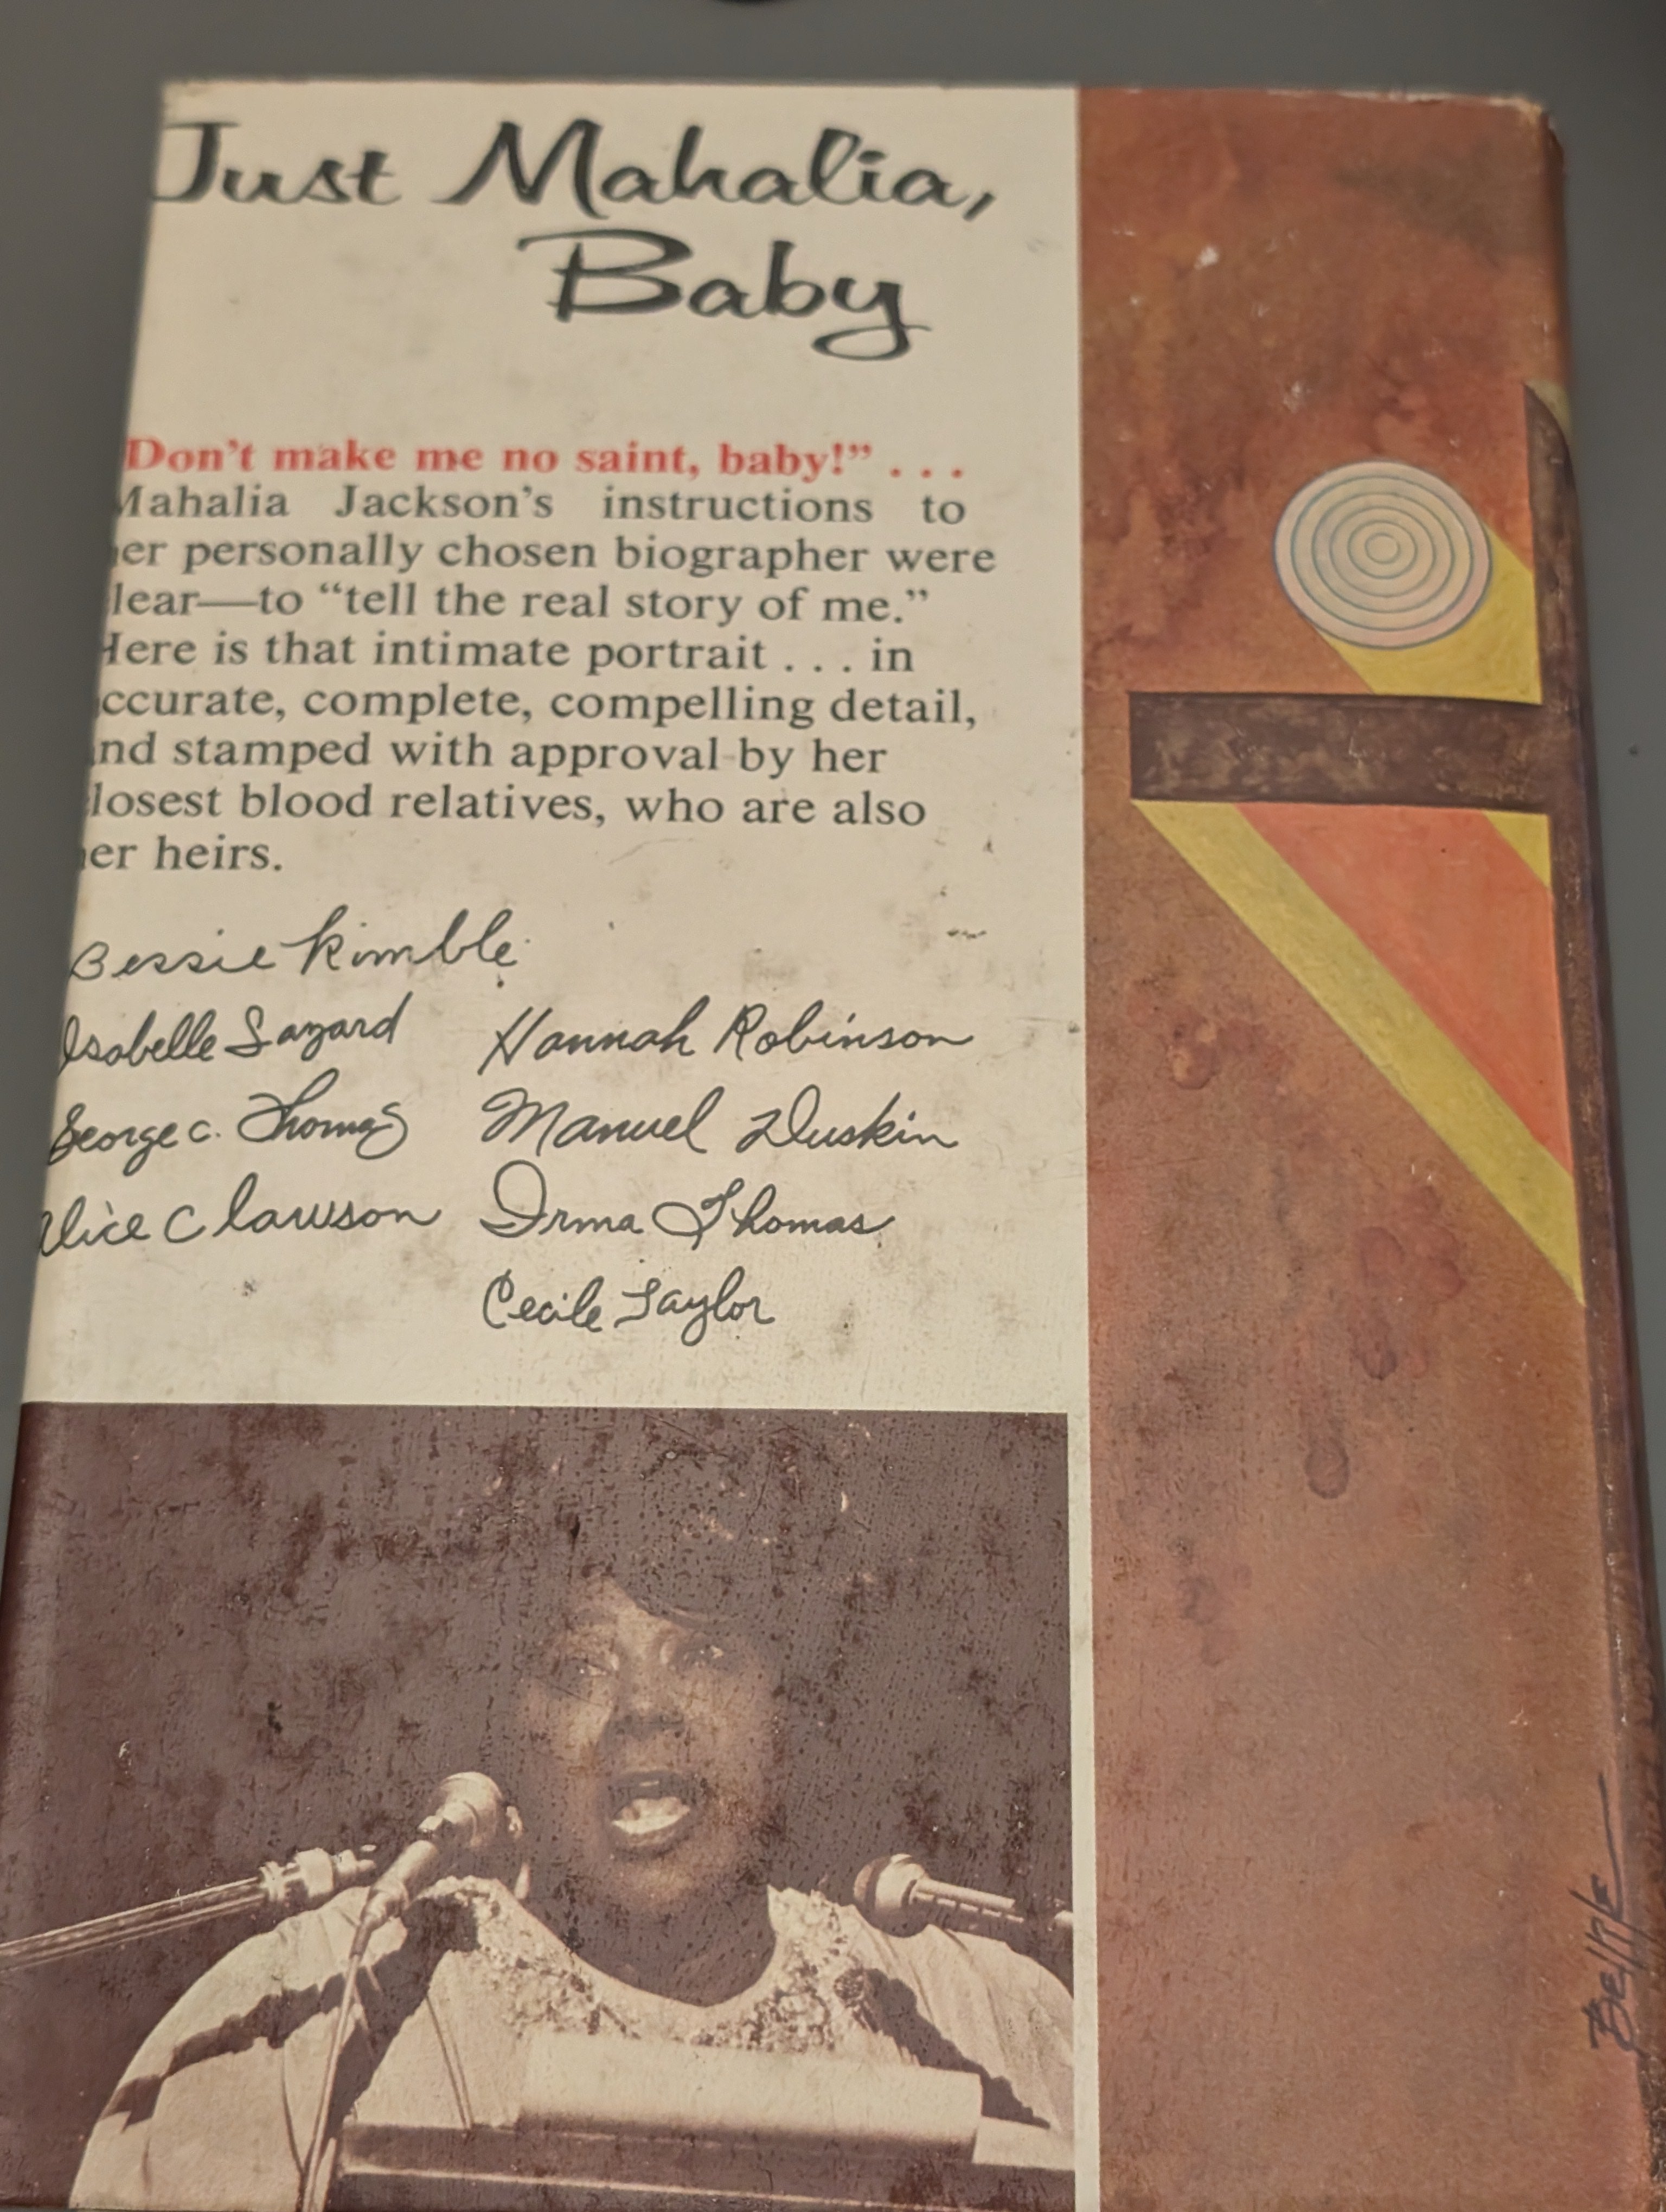 Just Mahalia,
Baby
Don't make me no saint, baby!” . . .
Mahalia Jackson's instructions to
er personally chosen biographer were
lear—to “tell the real story of me.”
Here is that intimate portrait . . . in
ccurate, complete, compelling detail,
nd stamped with approval by her
losest blood relatives, who are also
er heirs.
Bessie Kimble
Isabelle Lazard Hannah Robinson
George C. Thomas Manuel Duskin
Alice Clawson Irma Thomas
Cecile Taylor